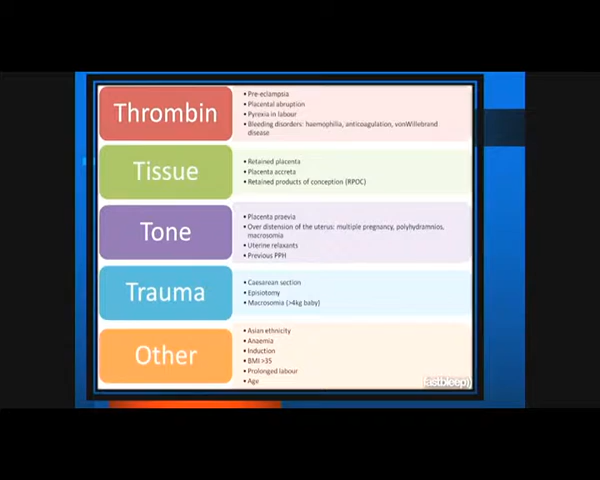 Thrombin
• Pre-eclampsia
• Placental abruption
• Pyrexia in labour
• Bleeding disorders: haemophilia, anticoagulation, vonWillebrand
disease
Tissue
• Retained placenta
• Placenta accreta
• Retained products of conception (RPOC)
Tone
• Placenta praevia
• Over distension of the uterus: multiple pregnancy, polyhydramnios,
macrosomia
• Uterine relaxants
• Previous PPH
Trauma
• Caesarean section
• Episiotomy
• Macrosomia (>4kg baby)
Other
• Asian ethnicity
• Anaemia
• Induction
• BMI >35
• Prolonged labour
• Age